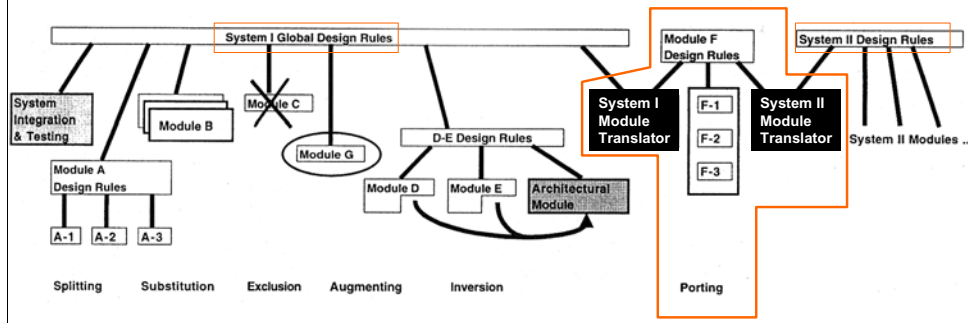 System I Global Design Rules
Module F
Design Rules
System II Design Rules
System
Integration
& Testing
Module B
Module C
Module G
D-E Design Rules
System I
Module
Translator
F-1
F-2
F-3
System II
Module
Translator
System II Modules ..
Module A
Design Rules
A-1
A-2
A-3
Module D
Module E
Architectural
Module
Splitting
Substitution
Exclusion
Augmenting
Inversion
Porting